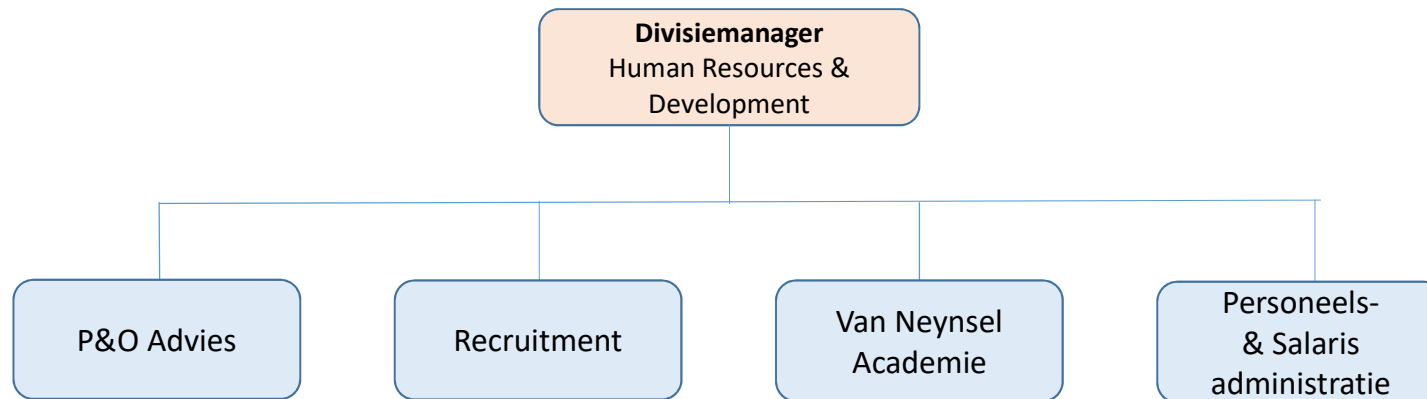 Divisiemanager
Human Resources &
Development
P&O Advies
Recruitment
Van Neynsel
Academie
Personeels-
& Salaris
administratie